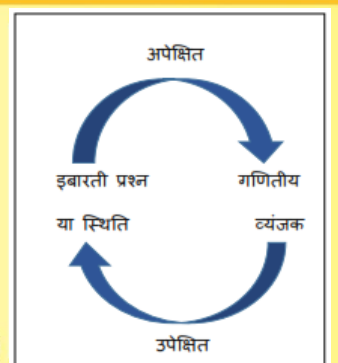 अपेक्षित
इबारती प्रश्न गणितीय
या स्थिति व्यंजक
उपेक्षित